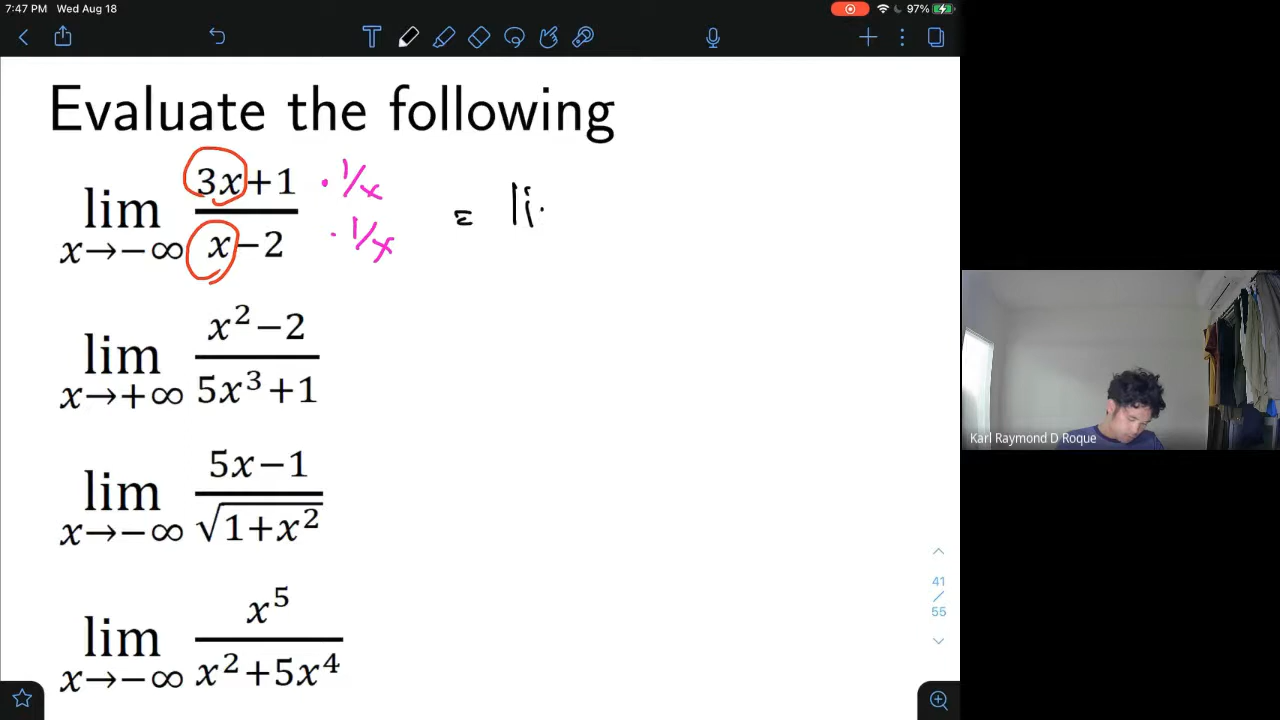 7:47 PM Wed Aug 18
97%
Evaluate the following
lim x→−∞ (3x+1)/(x−2) · 1/x · 1/x = li
lim x→+∞ (x²−2)/(5x³+1)
lim x→−∞ (5x−1)/√(1+x²)
lim x→−∞ x⁵/(x²+5x⁴)
41
/
55
Karl Raymond D Roque